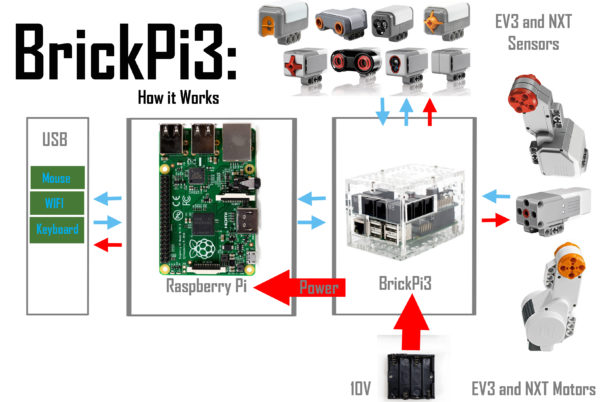 BrickPi3:
How it Works
EV3 and NXT
Sensors
USB
Mouse
WIFI
Keyboard
Raspberry Pi
Power
BrickPi3
10V
EV3 and NXT Motors